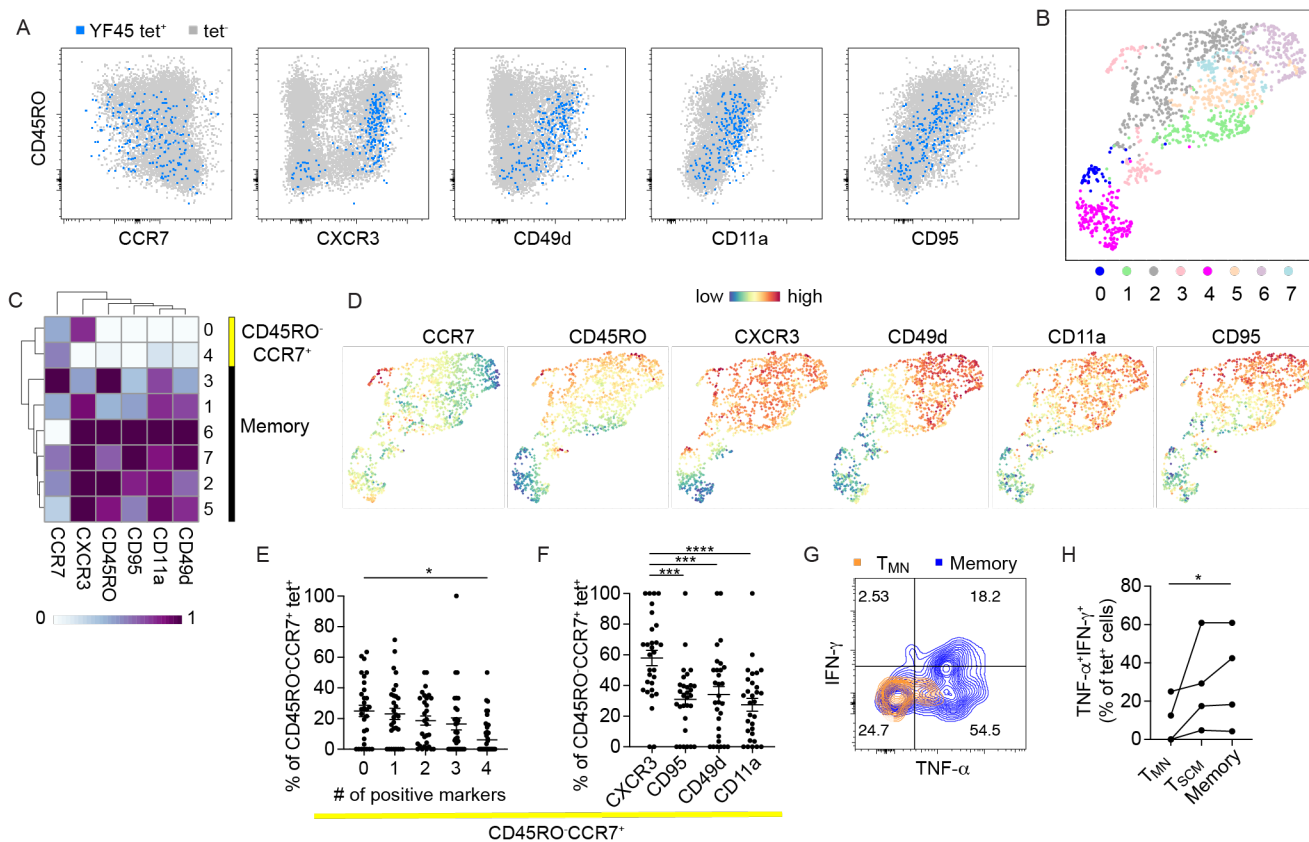 A
YF45 tet⁺ tet⁻
CD45RO
CCR7 CXCR3 CD49d CD11a CD95
B
0 1 2 3 4 5 6 7
C
0
4
3
1
6
7
2
5
CD45RO⁻
CCR7⁺
Memory
CCR7 CXCR3 CD45RO CD95 CD11a CD49d
0 1
D
low high
CCR7 CD45RO CXCR3 CD49d CD11a CD95
E
% of CD45RO⁻CCR7⁺ tet⁺
100
80
60
40
20
0
*
0 1 2 3 4
# of positive markers
F
% of CD45RO⁻CCR7⁺ tet⁺
100
80
60
40
20
0
****
***
***
CXCR3 CD95 CD49d CD11a
CD45RO⁻CCR7⁺
G
T_MN Memory
IFN-γ
2.53 18.2
24.7 54.5
TNF-α
H
TNF-α⁺IFN-γ⁺
(% of tet⁺ cells)
80
60
40
20
0
*
T_MN T_SCM Memory